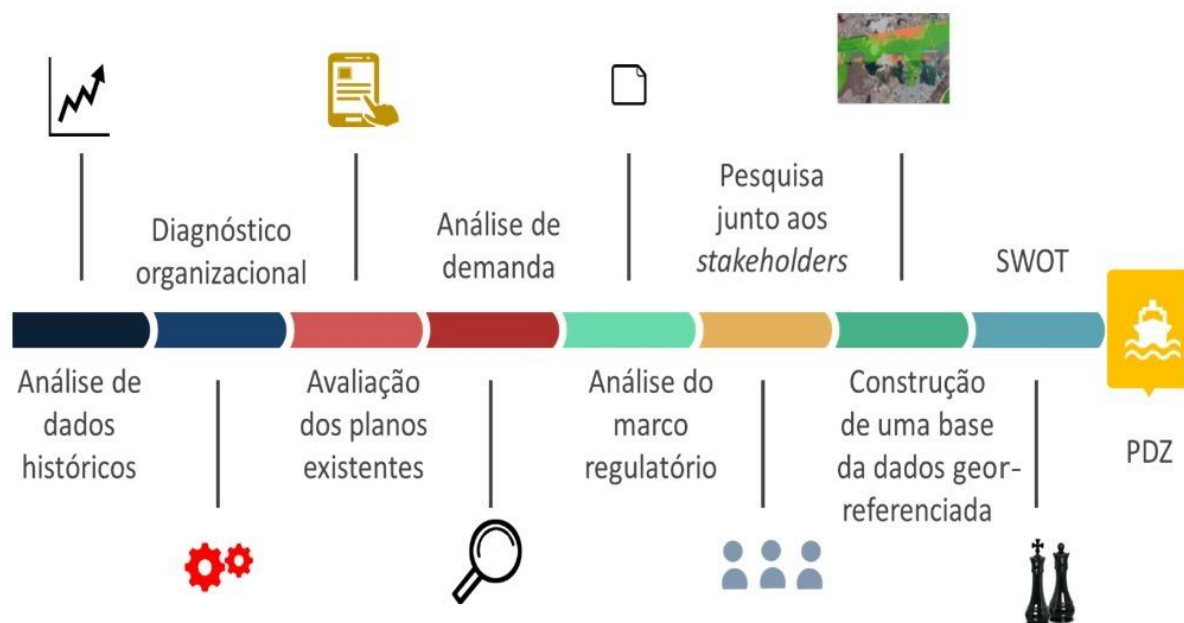 Análise de
dados
históricos
Diagnóstico
organizacional
Avaliação
dos planos
existentes
Análise de
demanda
Análise do
marco
regulatório
Pesquisa
junto aos
stakeholders
Construção
de uma base
da dados geor-
referenciada
SWOT
PDZ